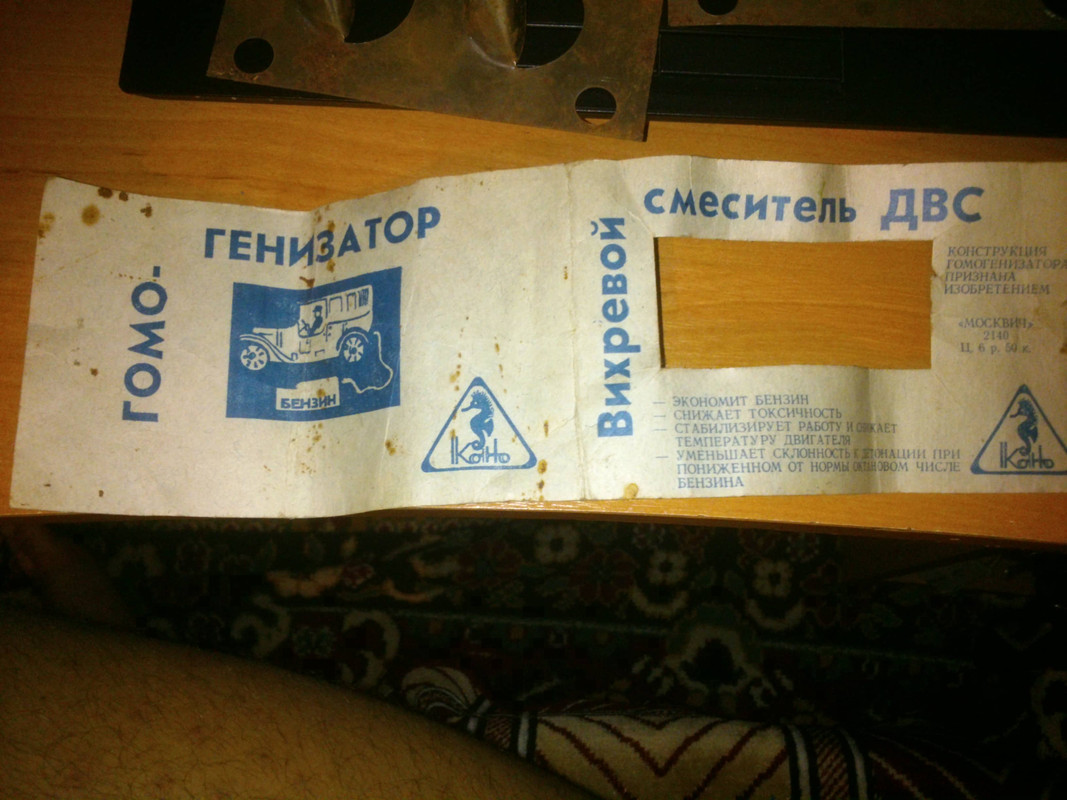 ГОМО-
ГЕНИЗАТОР
БЕНЗИН
КАНО
Вихревой
смеситель ДВС
КОНСТРУКЦИЯ
ГОМОГЕНИЗАТОРА
ПРИЗНАНА
ИЗОБРЕТЕНИЕМ
«МОСКВИЧ»
2140
Ц. 6 р. 50 к.
— ЭКОНОМИТ БЕНЗИН
— СНИЖАЕТ ТОКСИЧНОСТЬ
— СТАБИЛИЗИРУЕТ РАБОТУ И СНИЖАЕТ
ТЕМПЕРАТУРУ ДВИГАТЕЛЯ
— УМЕНЬШАЕТ СКЛОННОСТЬ К ДЕТОНАЦИИ ПРИ
ПОНИЖЕННОМ ОТ НОРМЫ ОКТАНОВОМ ЧИСЛЕ
БЕНЗИНА
КАНО